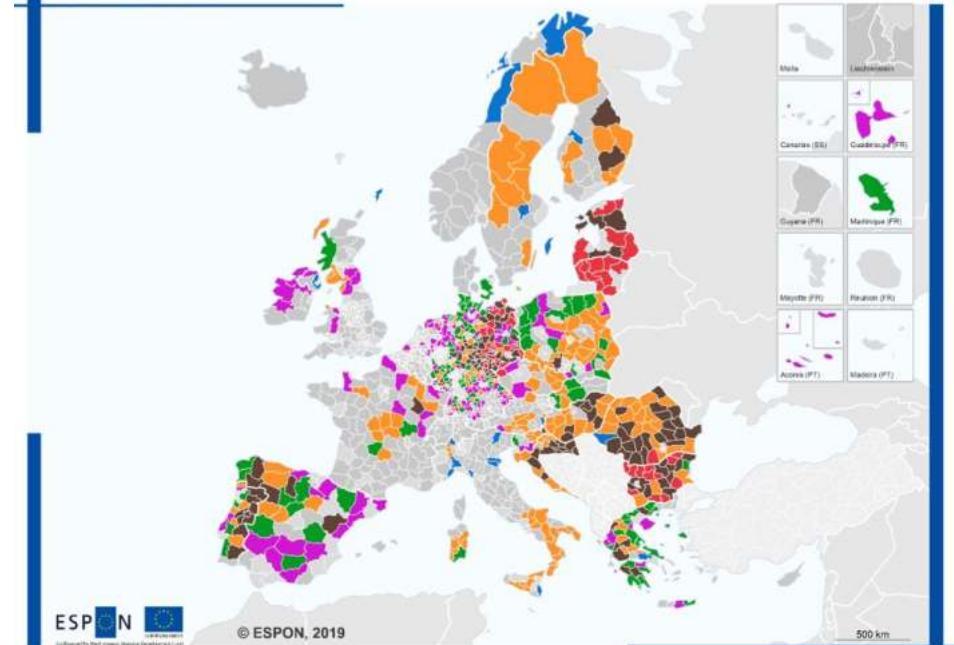 Malta
Liechtenstein
Canarias (ES)
Guadeloupe (FR)
Guyane (FR)
Martinique (FR)
Mayotte (FR)
Reunion (FR)
Acores (PT)
Madeira (PT)
ESPON
© ESPON, 2019
500 km